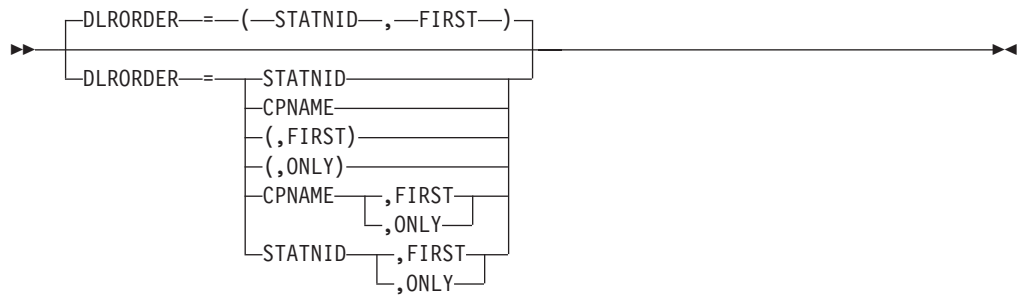 DLRORDER = ( STATNID , FIRST )
DLRORDER = STATNID
CPNAME
(,FIRST)
(,ONLY)
CPNAME ,FIRST
,ONLY
STATNID ,FIRST
,ONLY